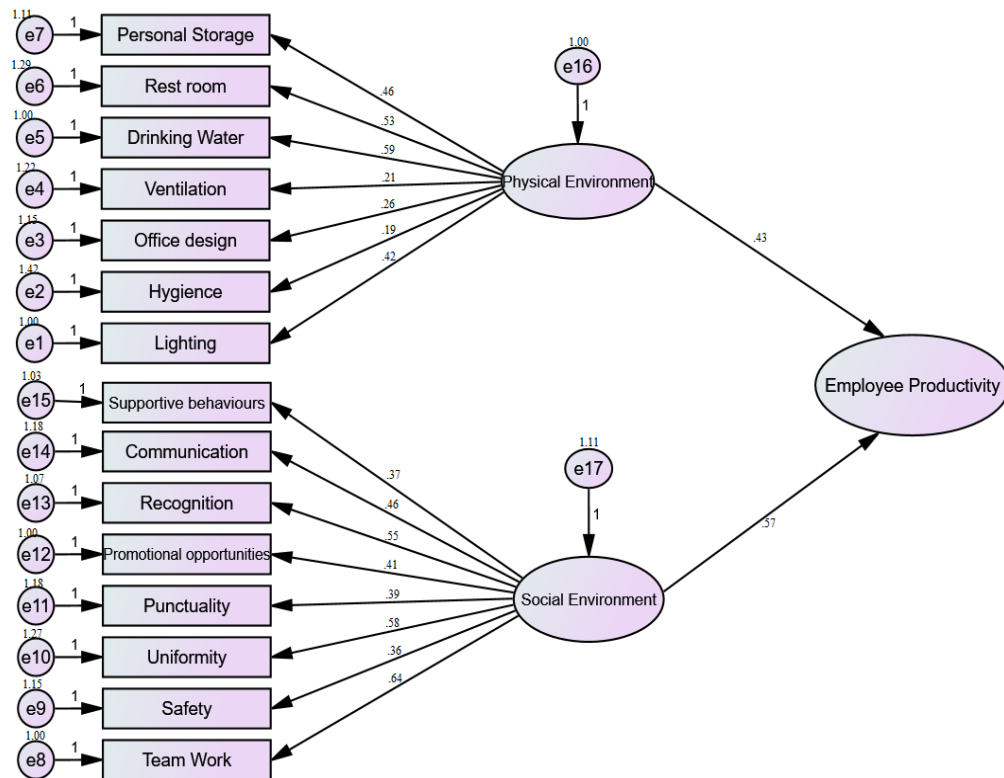 1.11
e7
1
Personal Storage
1.29
e6
1
Rest room
1.00
e5
1
Drinking Water
1.22
e4
1
Ventilation
1.15
e3
1
Office design
1.42
e2
1
Hygience
1.00
e1
1
Lighting
1.03
e15
1
Supportive behaviours
1.18
e14
1
Communication
1.07
e13
1
Recognition
1.00
e12
1
Promotional opportunities
1.18
e11
1
Punctuality
1.27
e10
1
Uniformity
1.15
e9
1
Safety
1.00
e8
1
Team Work
.46
.53
.59
.21
.26
.19
.42
1.00
e16
1
Physical Environment
.43
.37
.46
.55
.41
.39
.58
.36
.64
1.11
e17
1
Social Environment
.57
Employee Productivity